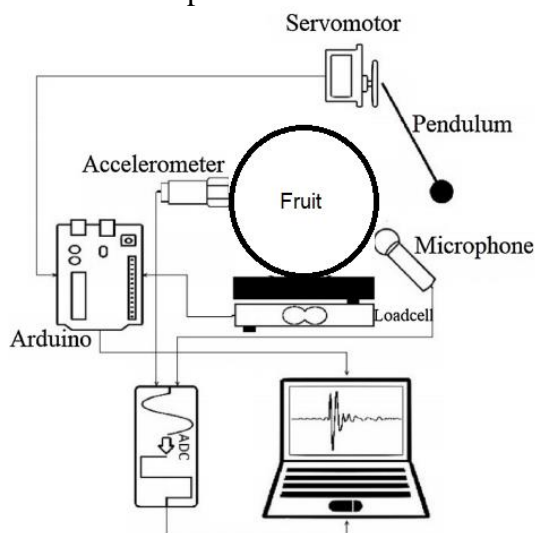 Servomotor
Pendulum
Accelerometer
Fruit
Microphone
Loadcell
Arduino
ADC